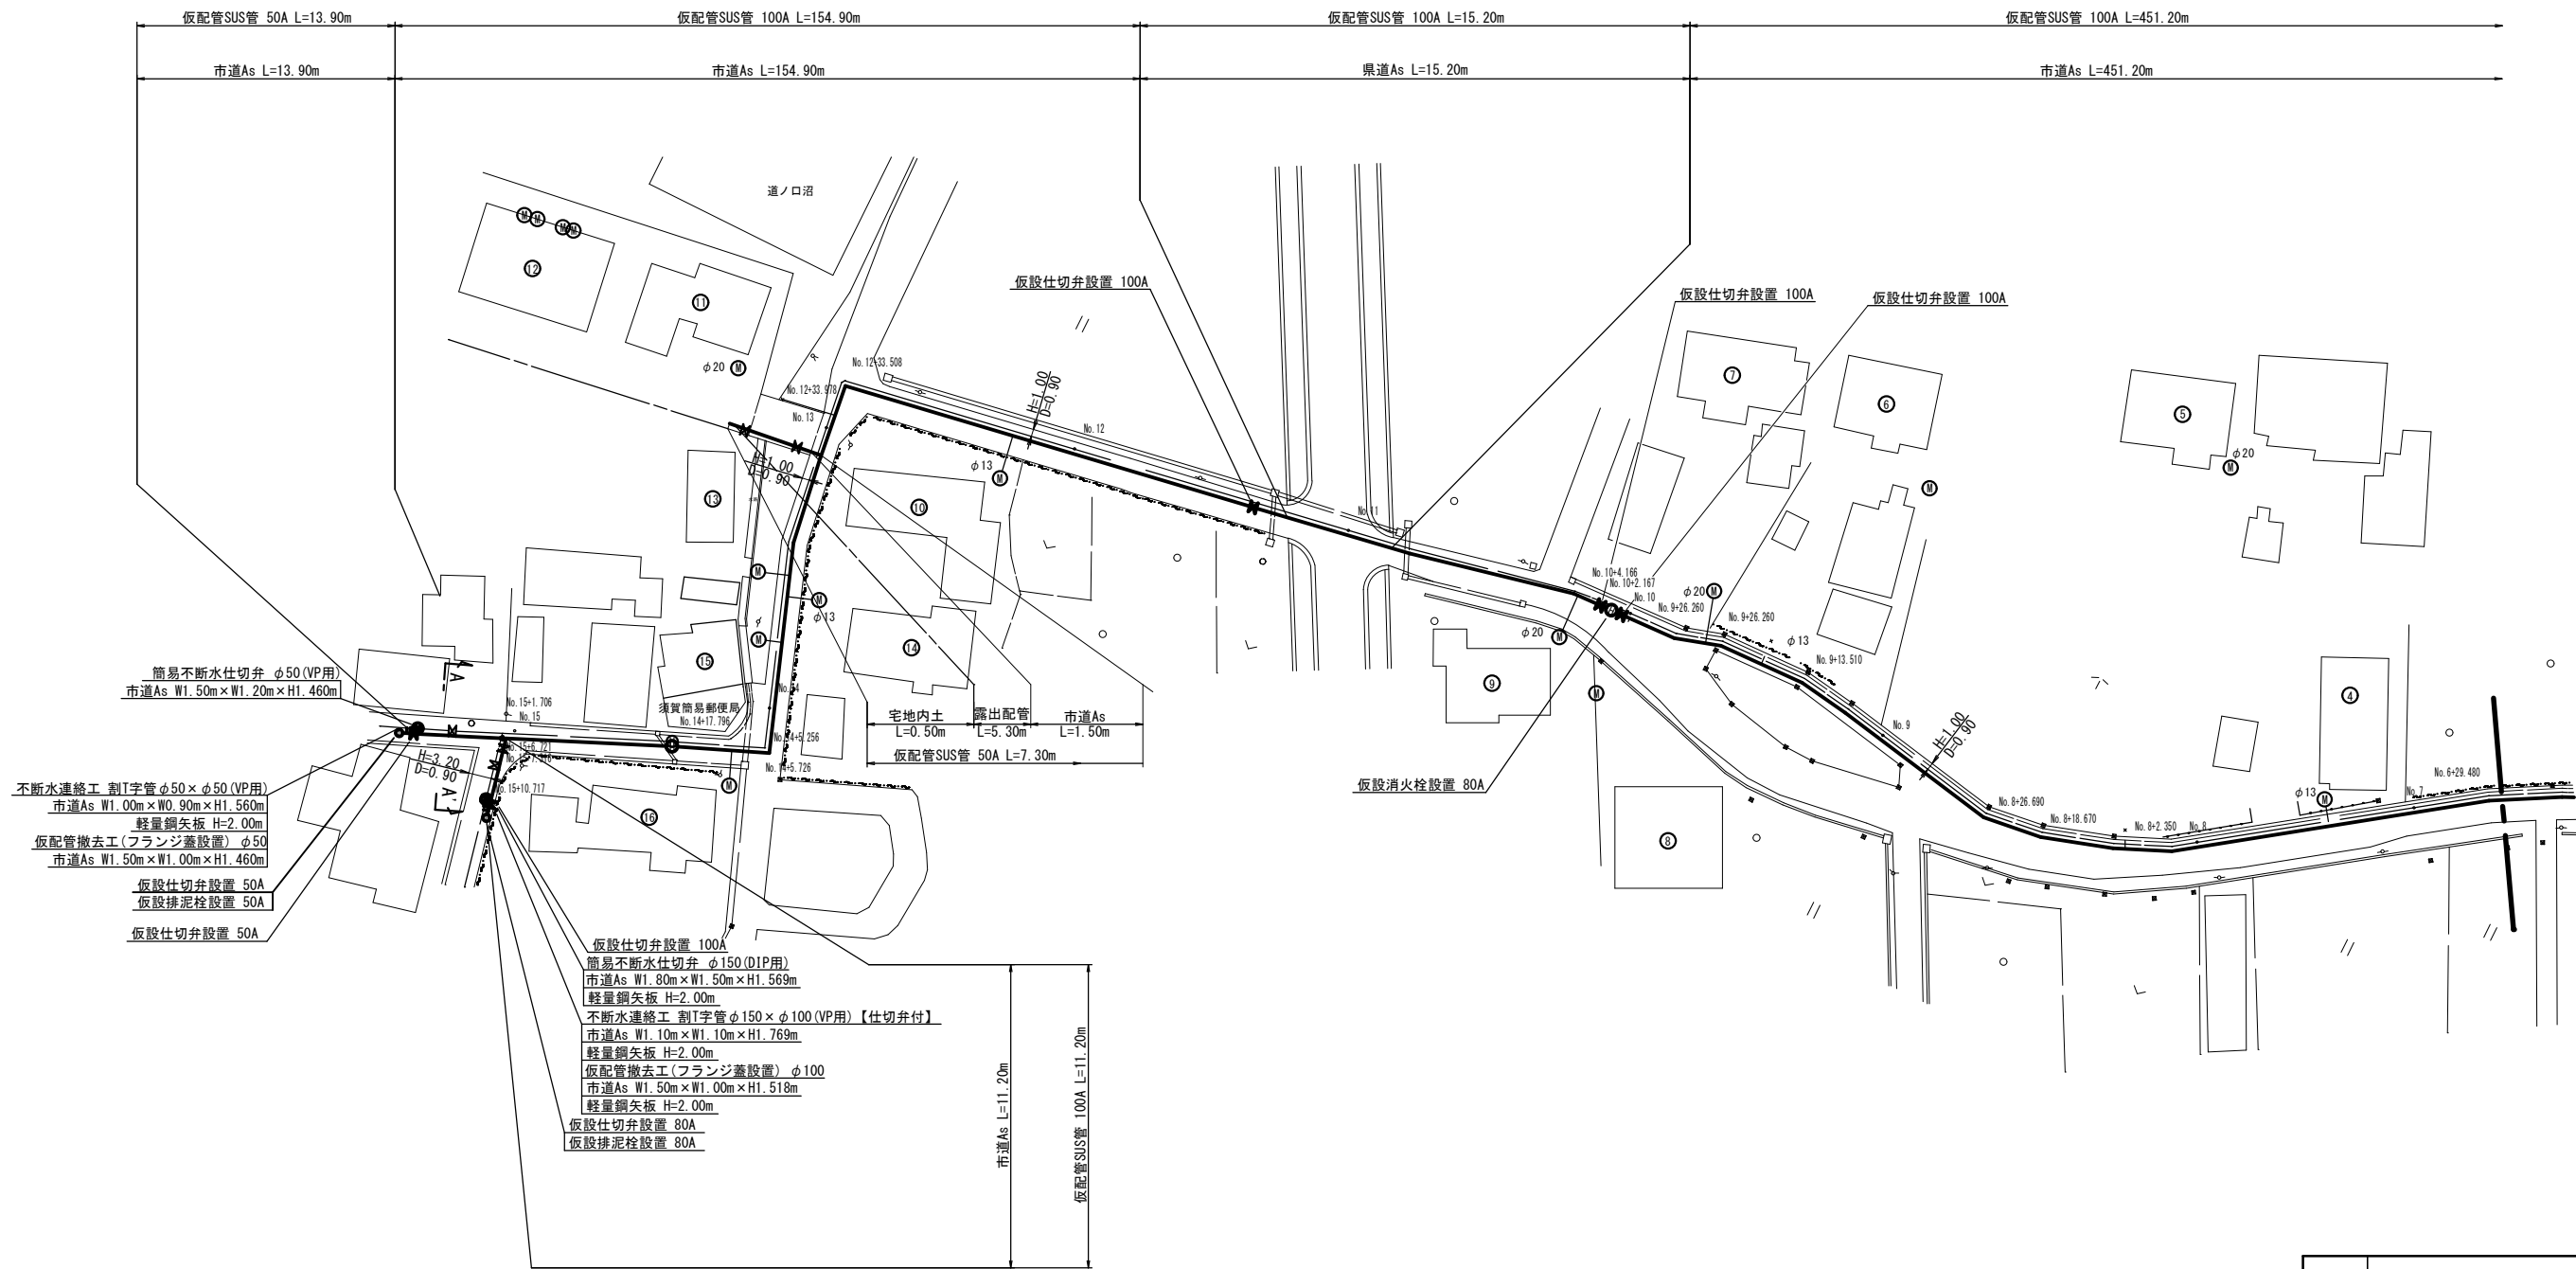 仮配管SUS管 50A L=13.90m
仮配管SUS管 100A L=154.90m
仮配管SUS管 100A L=15.20m
仮配管SUS管 100A L=451.20m
市道As L=13.90m
市道As L=154.90m
県道As L=15.20m
市道As L=451.20m
道ノ口沼
仮設仕切弁設置 100A
仮設仕切弁設置 100A
仮設仕切弁設置 100A
M
M
M
M
⑫
⑪
φ20 M
No.12+33.508
No.12+33.978
No.13
H=1.00
D=0.90
No.12
φ13
M
H=1.00
D=0.90
⑬
⑩
No.11
⑦
⑥
⑤
φ20
M
M
No.10+4.166
No.10+2.167
No.10
φ20 M
No.9+26.260
No.9+26.260
φ13
No.9+13.510
φ20
M
M
⑨
M
M
φ13
M
⑭
⑮
簡易不断水仕切弁 φ50(VP用)
市道As W1.50m×W1.20m×H1.460m
A
No.15+1.706
No.15
須賀簡易郵便局
No.14+17.796
宅地内土
L=0.50m
露出配管
L=5.30m
市道As
L=1.50m
仮配管SUS管 50A L=7.30m
No.15+6.721
H=3.20
D=0.90
A'
No.15+10.717
No.14+5.256
No.14+5.726
M
⑯
仮設消火栓設置 80A
⑧
No.9
H=1.00
D=0.90
No.8+26.690
No.8+18.670
No.8+2.350
No.8
φ13 M
④
No.7
No.6+29.480
不断水連絡工 割T字管φ50×φ50(VP用)
市道As W1.00m×W0.90m×H1.560m
軽量鋼矢板 H=2.00m
仮配管撤去工(フランジ蓋設置) φ50
市道As W1.50m×W1.00m×H1.460m
仮設仕切弁設置 50A
仮設排泥栓設置 50A
仮設仕切弁設置 50A
仮設仕切弁設置 100A
簡易不断水仕切弁 φ150(DIP用)
市道As W1.80m×W1.50m×H1.569m
軽量鋼矢板 H=2.00m
不断水連絡工 割T字管φ150×φ100(VP用)【仕切弁付】
市道As W1.10m×W1.10m×H1.769m
軽量鋼矢板 H=2.00m
仮配管撤去工(フランジ蓋設置) φ100
市道As W1.50m×W1.00m×H1.518m
軽量鋼矢板 H=2.00m
仮設仕切弁設置 80A
仮設排泥栓設置 80A
市道As L=11.20m
仮配管SUS管 100A L=11.20m